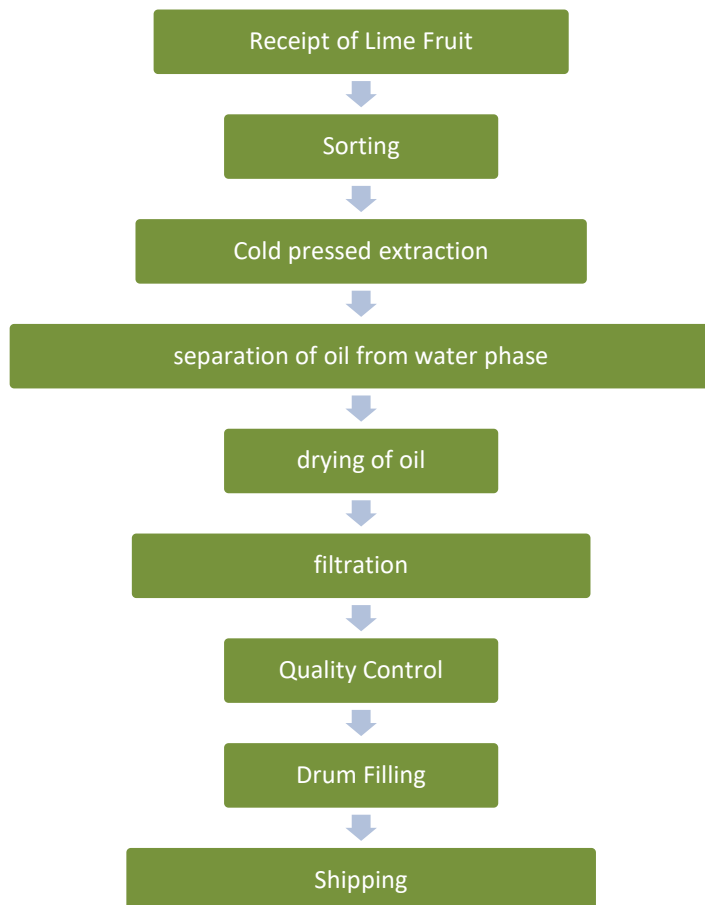 Receipt of Lime Fruit
Sorting
Cold pressed extraction
separation of oil from water phase
drying of oil
filtration
Quality Control
Drum Filling
Shipping